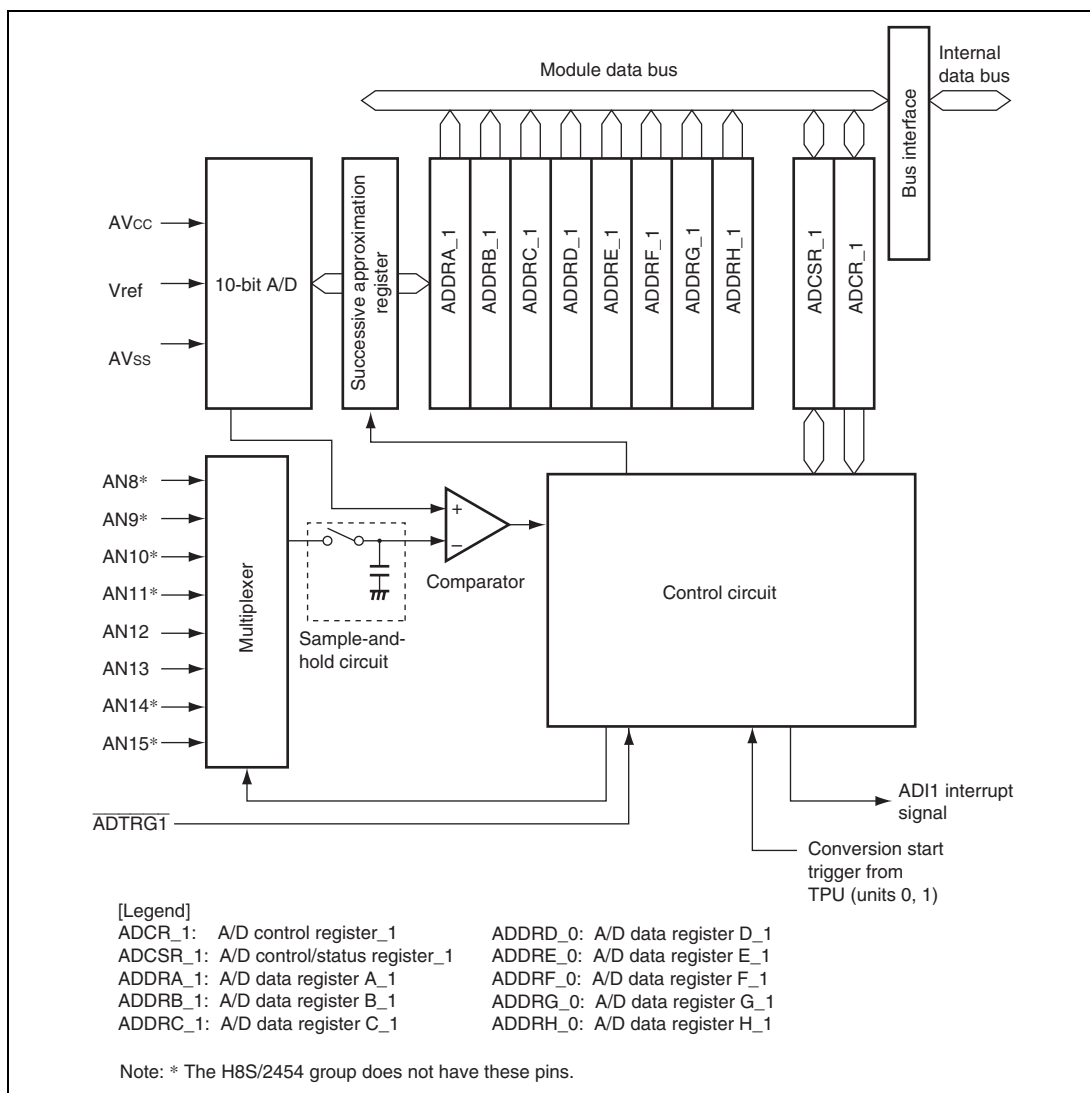 Module data bus
Internal
data bus
Bus interface
AVCC
Vref
AVSS
10-bit A/D
Successive approximation
register
ADDRA_1
ADDRB_1
ADDRC_1
ADDRD_1
ADDRE_1
ADDRF_1
ADDRG_1
ADDRH_1
ADCSR_1
ADCR_1
AN8*
AN9*
AN10*
AN11*
AN12
AN13
AN14*
AN15*
Multiplexer
+
−
Comparator
Sample-and-
hold circuit
Control circuit
ADTRG1
ADI1 interrupt
signal
Conversion start
trigger from
TPU (units 0, 1)
[Legend]
ADCR_1: A/D control register_1
ADCSR_1: A/D control/status register_1
ADDRA_1: A/D data register A_1
ADDRB_1: A/D data register B_1
ADDRC_1: A/D data register C_1
ADDRD_0: A/D data register D_1
ADDRE_0: A/D data register E_1
ADDRF_0: A/D data register F_1
ADDRG_0: A/D data register G_1
ADDRH_0: A/D data register H_1
Note: * The H8S/2454 group does not have these pins.